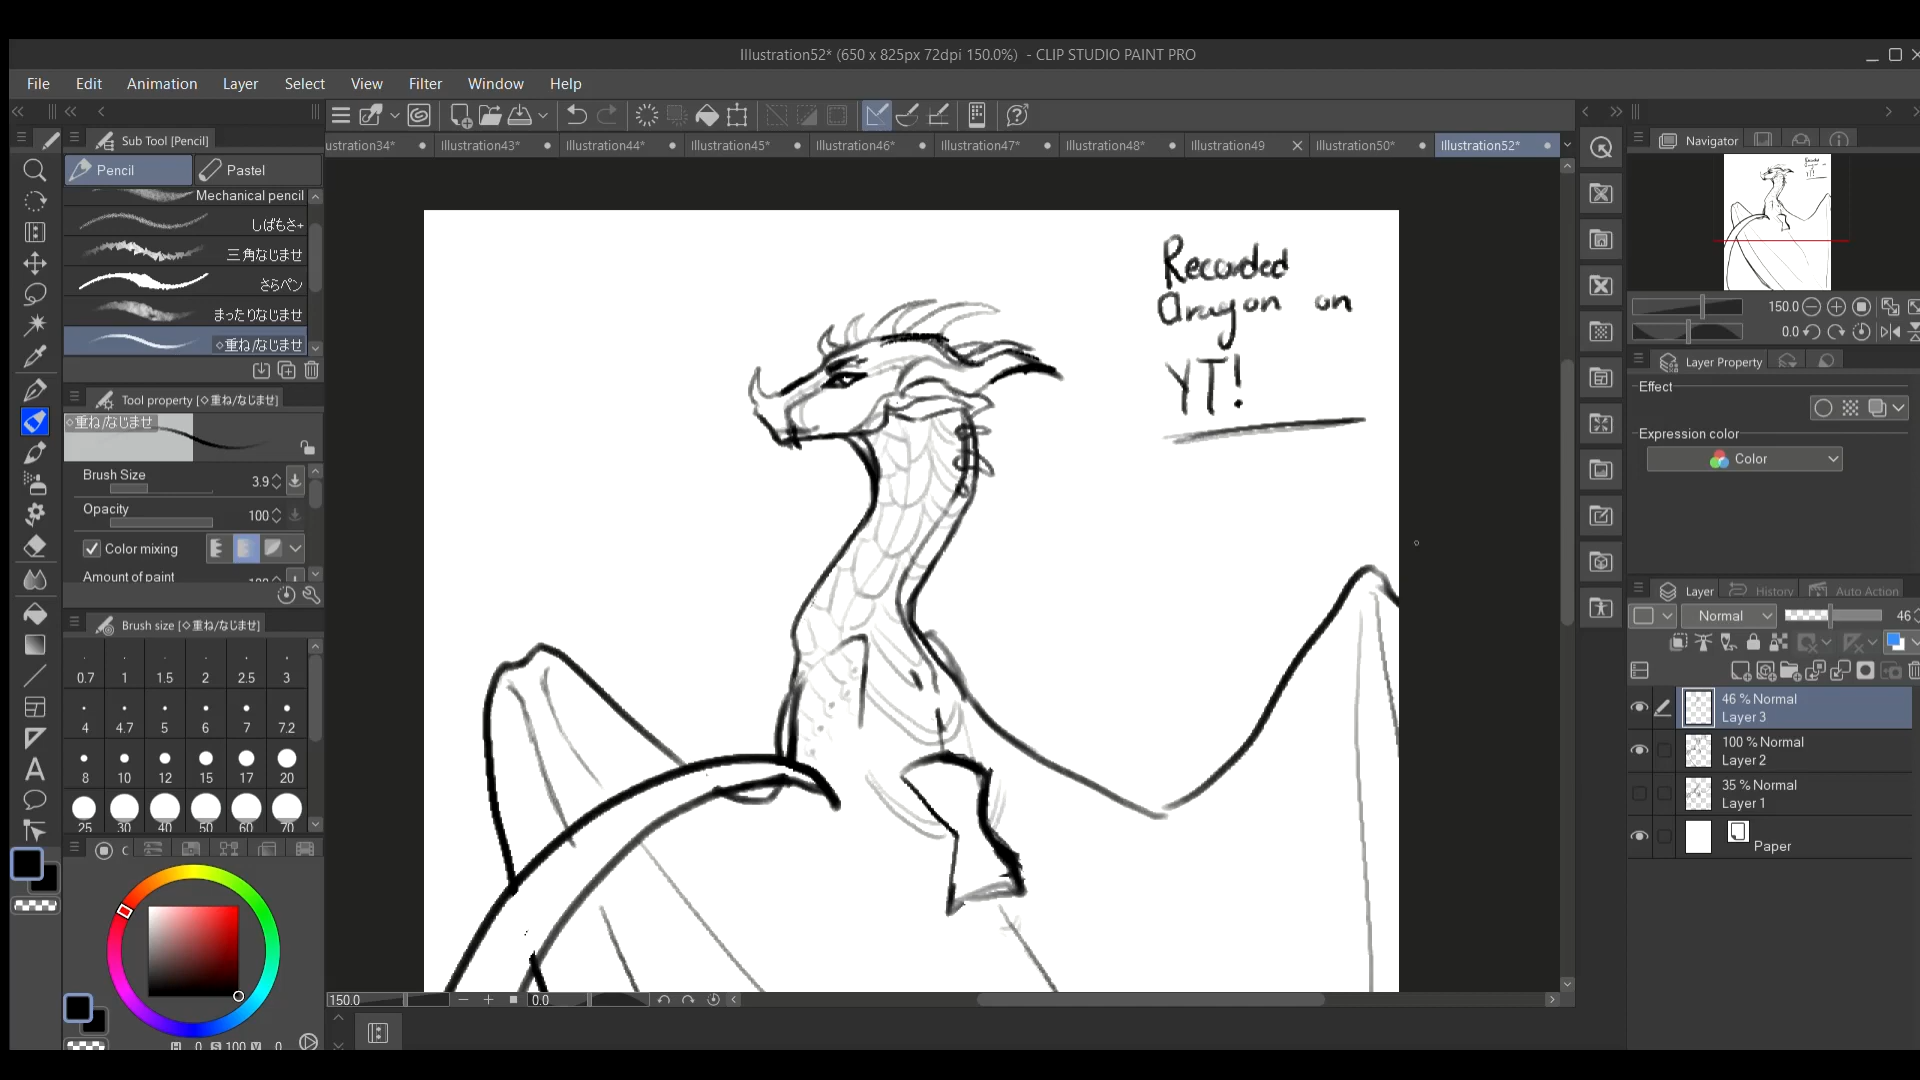 Illustration52* (650 x 825px 72dpi 150.0%) - CLIP STUDIO PAINT PRO
File Edit Animation Layer Select View Filter Window Help
Sub Tool [Pencil]
Pencil Pastel
Mechanical pencil
しばもさ+
三角なじませ
さらペン
まったりなじませ
◇重ね/なじませ
Tool property [◇重ね/なじませ]
◇重ね/なじませ
Brush Size 3.9
Opacity 100
Color mixing
Amount of paint 100
Brush size [◇重ね/なじませ]
0.7 1 1.5 2 2.5 3
4 4.7 5 6 7 7.2
8 10 12 15 17 20
25 30 40 50 60 70
H 0 S 100 V 0
ustration34* Illustration43* Illustration44* Illustration45* Illustration46* Illustration47* Illustration48* Illustration49 Illustration50* Illustration52*
Recorded
Dragon on
YT!
150.0 0.0
Navigator
150.0
0.0
Layer Property
Effect
Expression color
Color
Layer History Auto Action
Normal 46
46 % Normal
Layer 3
100 % Normal
Layer 2
35 % Normal
Layer 1
Paper